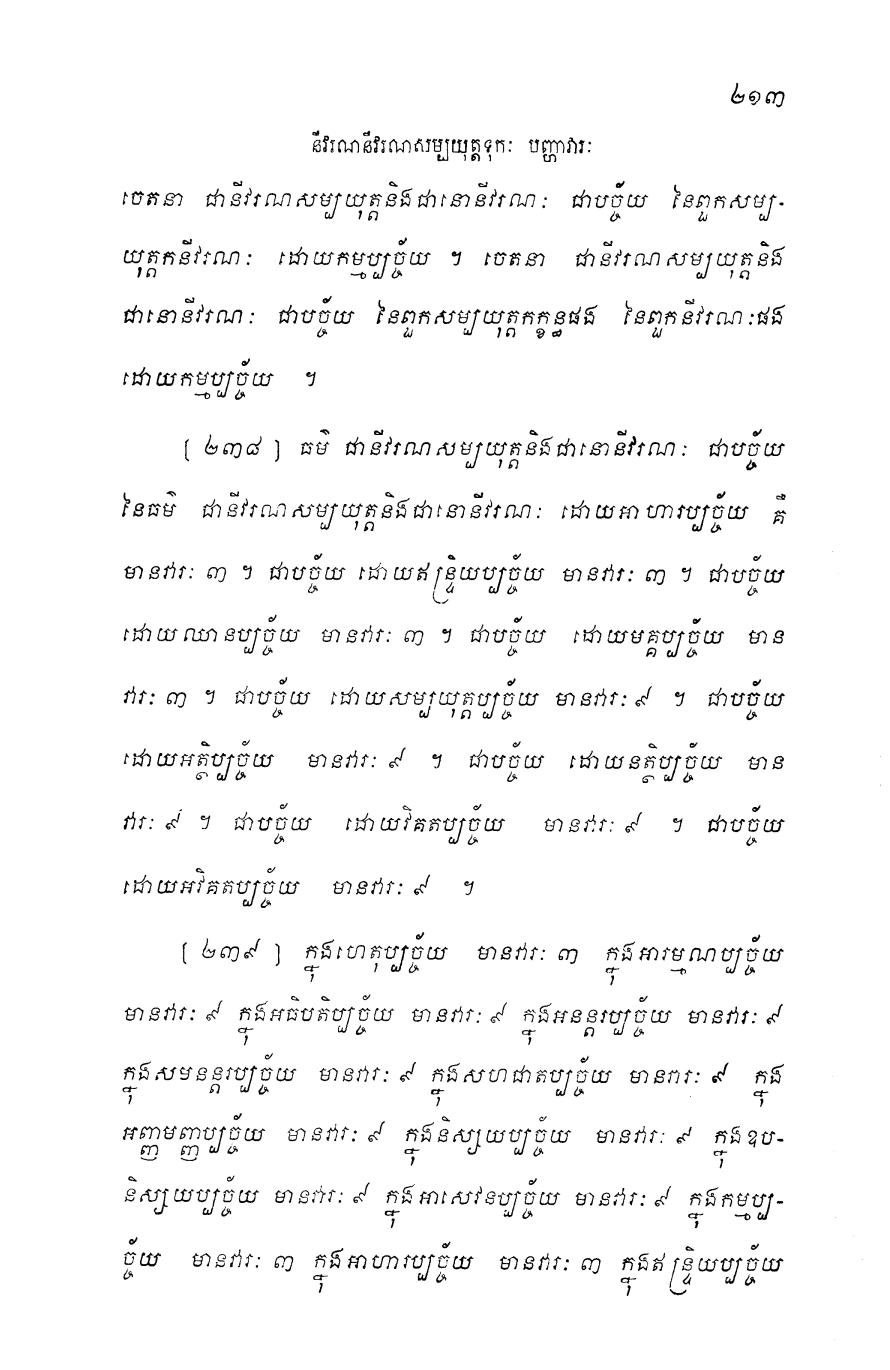 ២១៣
នីវរណនីវរណសម្បយុត្តទុកៈ បញ្ហាវារៈ
ចេតនា ជានីវរណសម្បយុត្តនិងជានោនីវរណៈ ជាបច្ច័យ នៃពួកសម្ប-
យុត្តកនីវរណៈ ដោយកម្មប្បច្ច័យ ។ ចេតនា ជានីវរណសម្បយុត្តនិង
ជានោនីវរណៈ ជាបច្ច័យ នៃពួកសម្បយុត្តកក្ខន្ធផង នៃពួកនីវរណៈផង
ដោយកម្មប្បច្ច័យ ។
[ ២៣៨ ] ធម៌ ជានីវរណសម្បយុត្តនិងជានោនីវរណៈ ជាបច្ច័យ
នៃធម៌ ជានីវរណសម្បយុត្តនិងជានោនីវរណៈ ដោយអាហារប្បច្ច័យ គឺ
មានវារៈ ៣ ។ ជាបច្ច័យ ដោយឥន្ទ្រិយប្បច្ច័យ មានវារៈ ៣ ។ ជាបច្ច័យ
ដោយឈានប្បច្ច័យ មានវារៈ ៣ ។ ជាបច្ច័យ ដោយមគ្គប្បច្ច័យ មាន
វារៈ ៣ ។ ជាបច្ច័យ ដោយសម្បយុត្តប្បច្ច័យ មានវារៈ ៩ ។ ជាបច្ច័យ
ដោយអត្ថិប្បច្ច័យ មានវារៈ ៩ ។ ជាបច្ច័យ ដោយនត្ថិប្បច្ច័យ មាន
វារៈ ៩ ។ ជាបច្ច័យ ដោយវិគតប្បច្ច័យ មានវារៈ ៩ ។ ជាបច្ច័យ
ដោយអវិគតប្បច្ច័យ មានវារៈ ៩ ។
[ ២៣៩ ] ក្នុងហេតុប្បច្ច័យ មានវារៈ ៣ ក្នុងអារម្មណប្បច្ច័យ
មានវារៈ ៩ ក្នុងអធិបតិប្បច្ច័យ មានវារៈ ៩ ក្នុងអនន្តរប្បច្ច័យ មានវារៈ ៩
ក្នុងសមនន្តរប្បច្ច័យ មានវារៈ ៩ ក្នុងសហជាតប្បច្ច័យ មានវារៈ ៩ ក្នុង
អញ្ញមញ្ញប្បច្ច័យ មានវារៈ ៩ ក្នុងនិស្សយប្បច្ច័យ មានវារៈ ៩ ក្នុងឧប-
និស្សយប្បច្ច័យ មានវារៈ ៩ ក្នុងអាសេវនប្បច្ច័យ មានវារៈ ៩ ក្នុងកម្មប្ប-
ច្ច័យ មានវារៈ ៣ ក្នុងអាហារប្បច្ច័យ មានវារៈ ៣ ក្នុងឥន្ទ្រិយប្បច្ច័យ